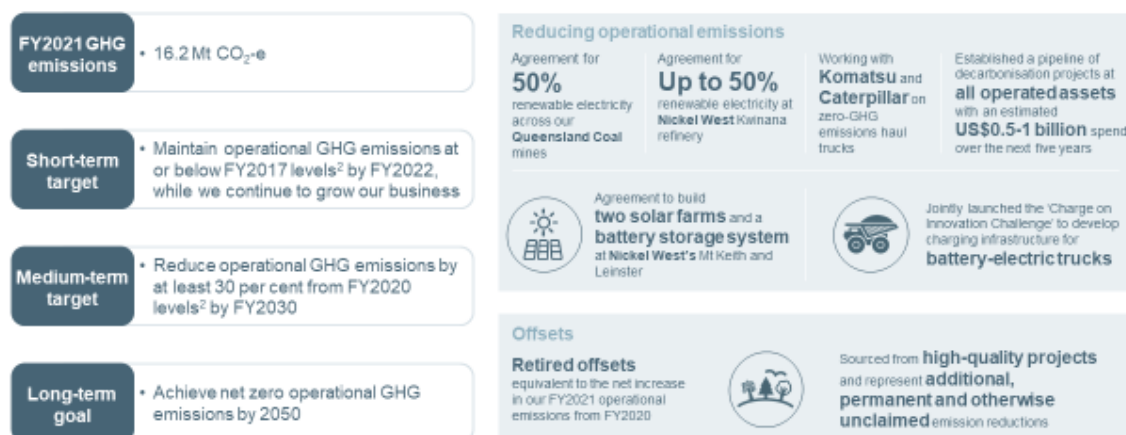 FY2021 GHG
emissions
• 16.2 Mt CO₂-e
Short-term
target
• Maintain operational GHG emissions at
or below FY2017 levels² by FY2022,
while we continue to grow our business
Medium-term
target
• Reduce operational GHG emissions by
at least 30 per cent from FY2020
levels² by FY2030
Long-term
goal
• Achieve net zero operational GHG
emissions by 2050
Reducing operational emissions
Agreement for
50%
renewable electricity
across our
Queensland Coal
mines
Agreement for
Up to 50%
renewable electricity at
Nickel West Kwinana
refinery
Working with
Komatsu and
Caterpillar on
zero-GHG
emissions haul
trucks
Established a pipeline of
decarbonisation projects at
all operated assets
with an estimated
US$0.5-1 billion spend
over the next five years
Agreement to build
two solar farms and a
battery storage system
at Nickel West's Mt Keith and
Leinster
Jointly launched the 'Charge on
Innovation Challenge' to develop
charging infrastructure for
battery-electric trucks
Offsets
Retired offsets
equivalent to the net increase
in our FY2021 operational
emissions from FY2020
Sourced from high-quality projects
and represent additional,
permanent and otherwise
unclaimed emission reductions